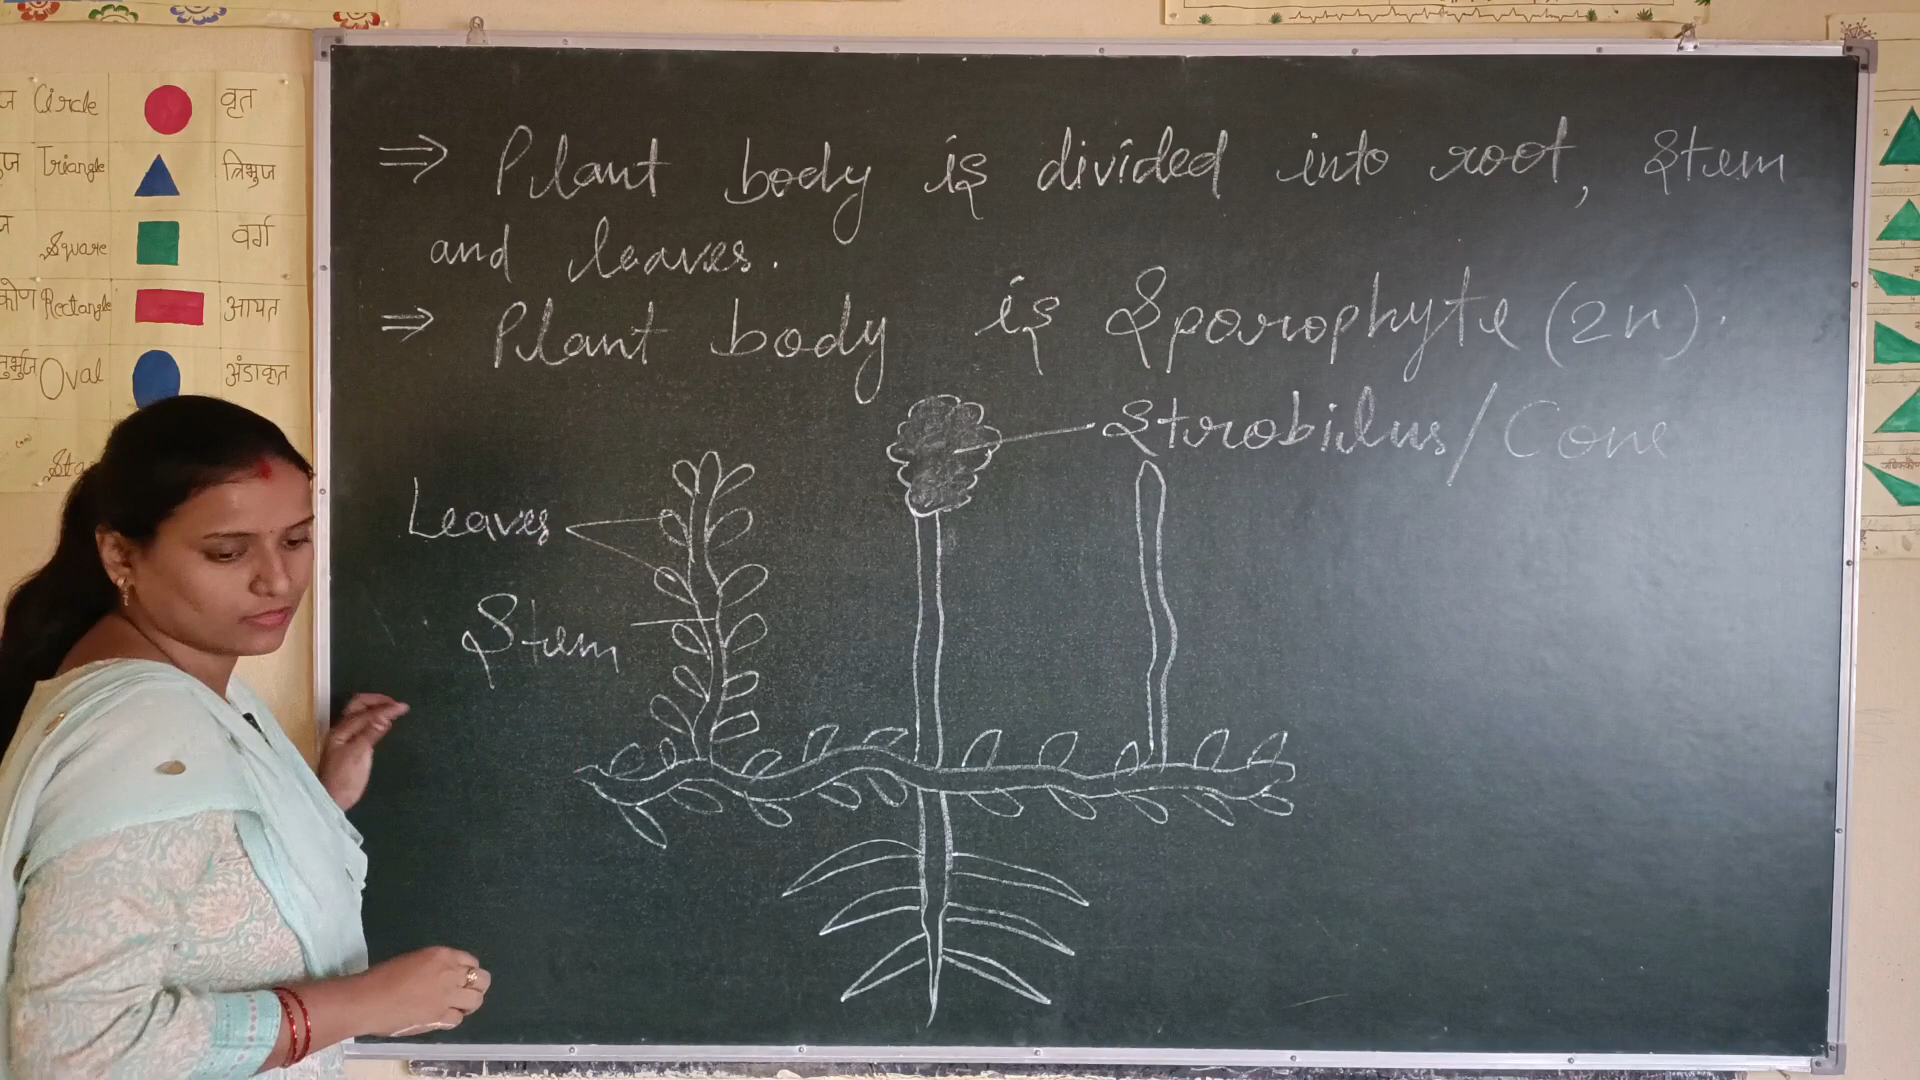 Circle वृत
Triangle त्रिभुज
Square वर्ग
Rectangle आयत
Oval अंडाकृत
⇒ Plant body is divided into root, stem
and leaves.
⇒ Plant body is Sporophyte (2n).
Strobilus/Cone
Leaves
Stem